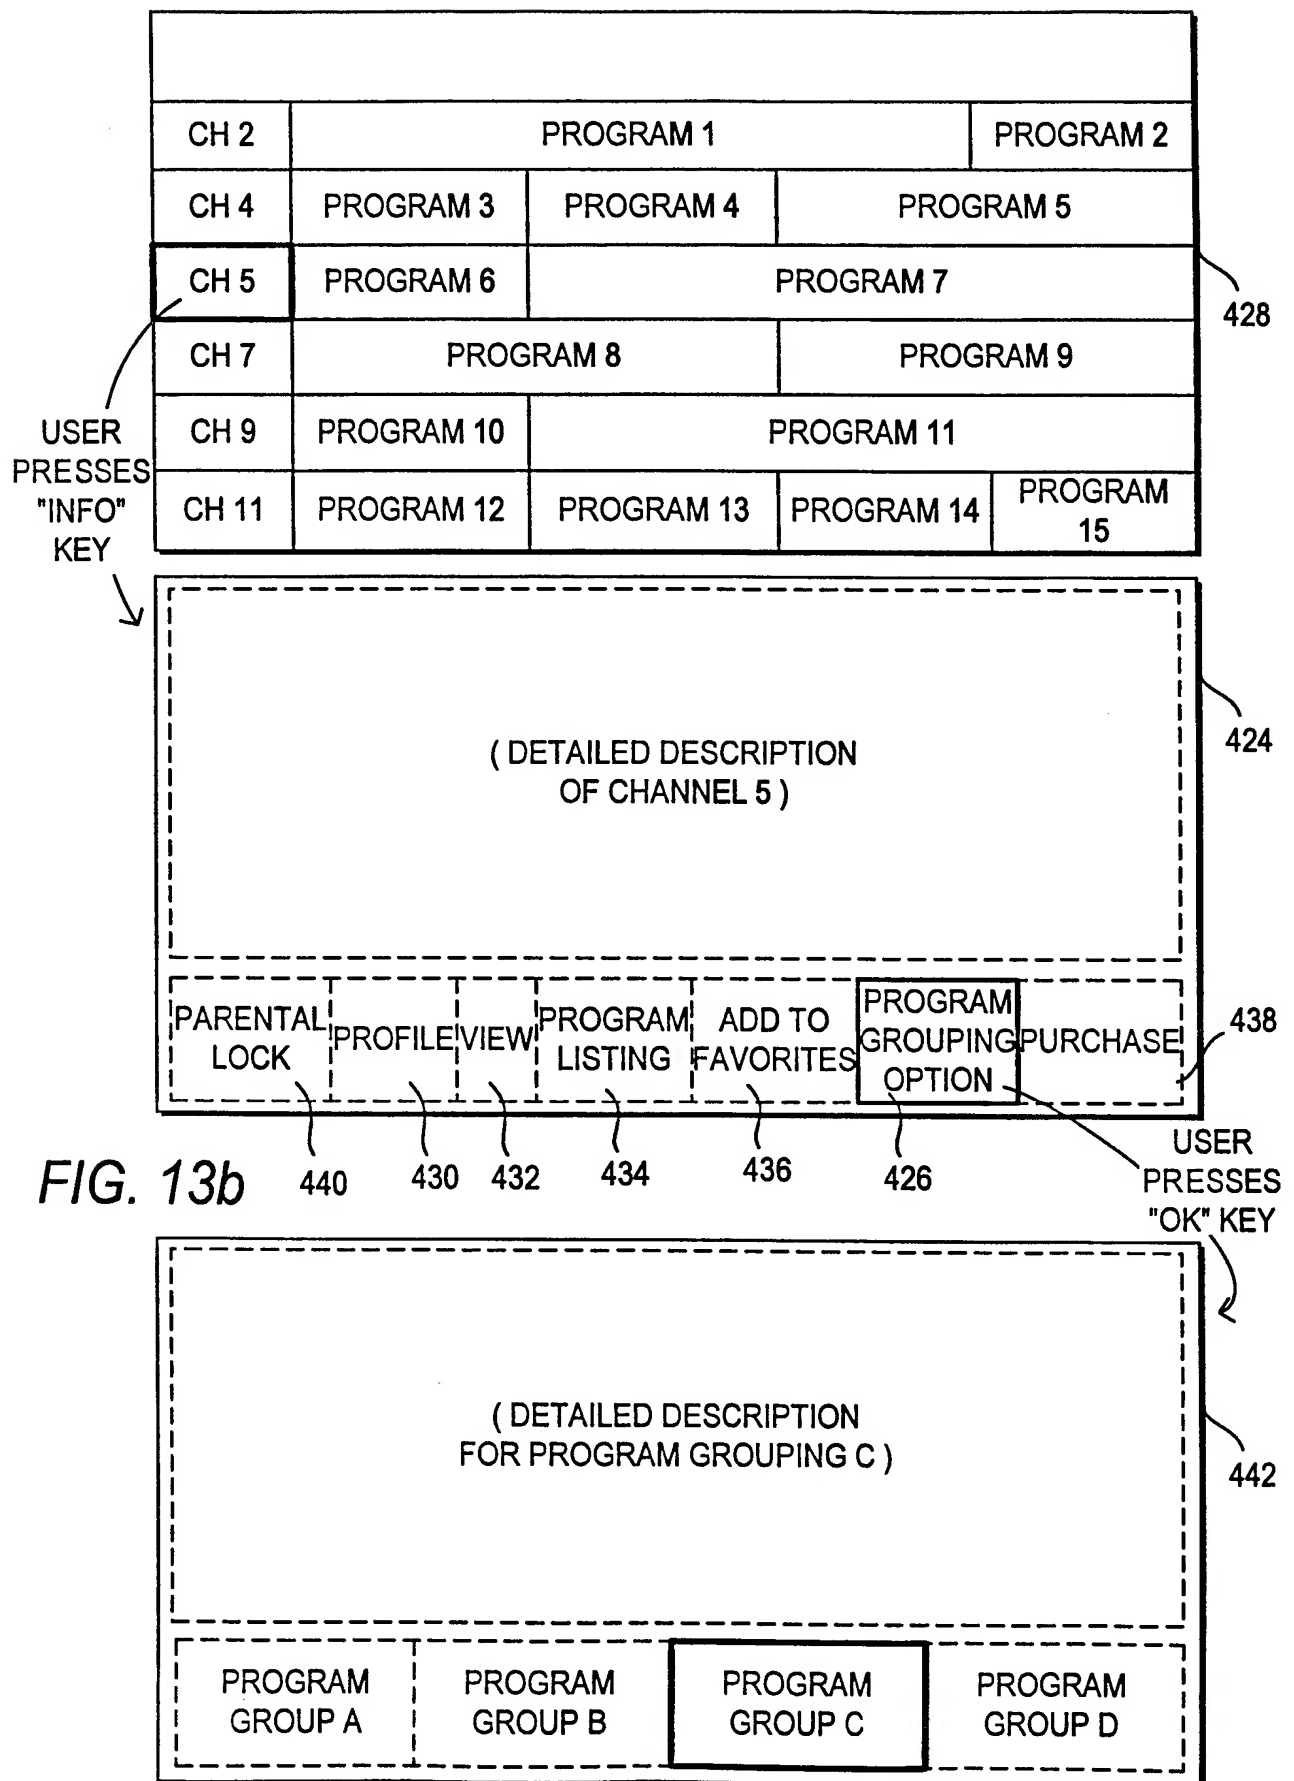 CH 2 PROGRAM 1 PROGRAM 2
CH 4 PROGRAM 3 PROGRAM 4 PROGRAM 5
CH 5 PROGRAM 6 PROGRAM 7
428
CH 7 PROGRAM 8 PROGRAM 9
CH 9 PROGRAM 10 PROGRAM 11
CH 11 PROGRAM 12 PROGRAM 13 PROGRAM 14 PROGRAM
15
USER
PRESSES
"INFO"
KEY
424
( DETAILED DESCRIPTION
OF CHANNEL 5 )
PARENTAL
LOCK
PROFILE
VIEW
PROGRAM
LISTING
ADD TO
FAVORITES
PROGRAM
GROUPING
OPTION
PURCHASE
438
440 430 432 434 436 426
USER
PRESSES
"OK" KEY
FIG. 13b
( DETAILED DESCRIPTION
FOR PROGRAM GROUPING C )
442
PROGRAM
GROUP A
PROGRAM
GROUP B
PROGRAM
GROUP C
PROGRAM
GROUP D